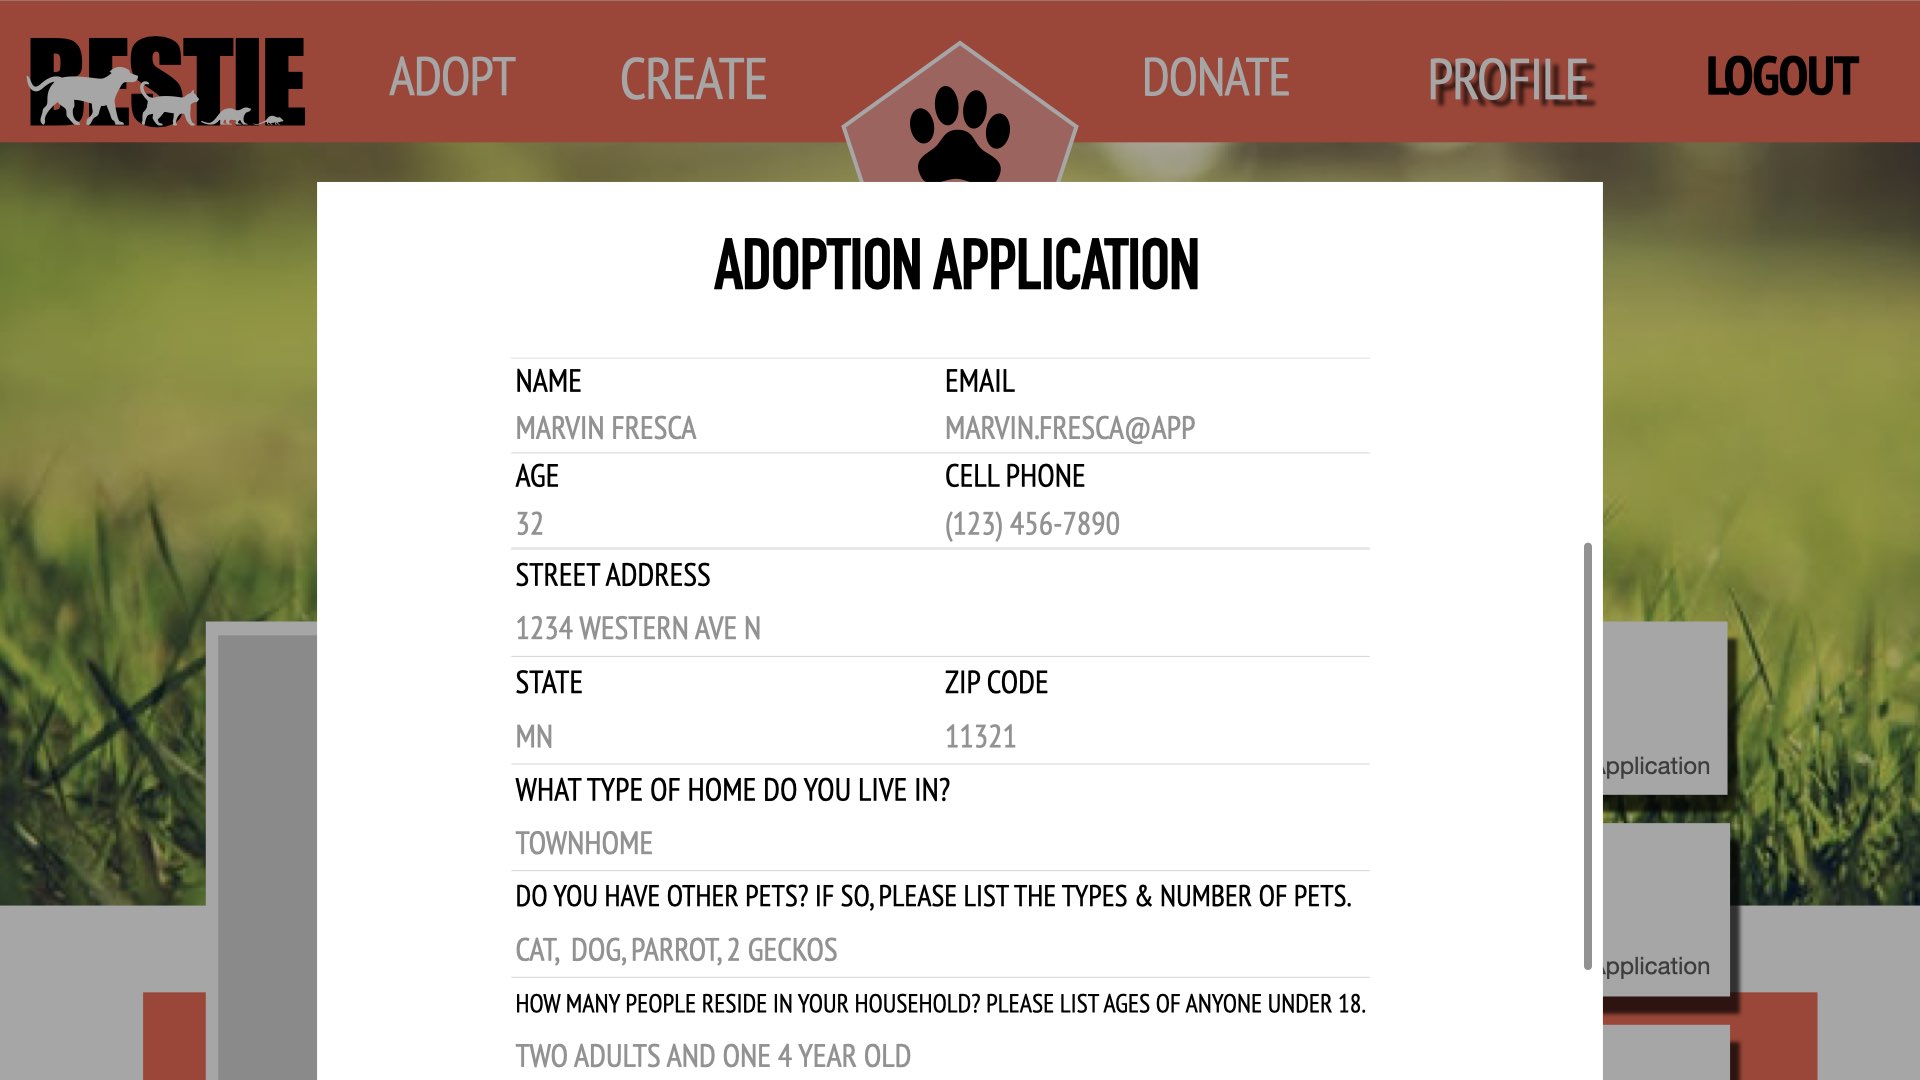 BESTIE ADOPT CREATE DONATE PROFILE LOGOUT
ADOPTION APPLICATION
NAME EMAIL
MARVIN FRESCA MARVIN.FRESCA@APP
AGE CELL PHONE
32 (123) 456-7890
STREET ADDRESS
1234 WESTERN AVE N
STATE ZIP CODE
MN 11321
Application
WHAT TYPE OF HOME DO YOU LIVE IN?
TOWNHOME
DO YOU HAVE OTHER PETS? IF SO, PLEASE LIST THE TYPES & NUMBER OF PETS.
CAT, DOG, PARROT, 2 GECKOS
Application
HOW MANY PEOPLE RESIDE IN YOUR HOUSEHOLD? PLEASE LIST AGES OF ANYONE UNDER 18.
TWO ADULTS AND ONE 4 YEAR OLD